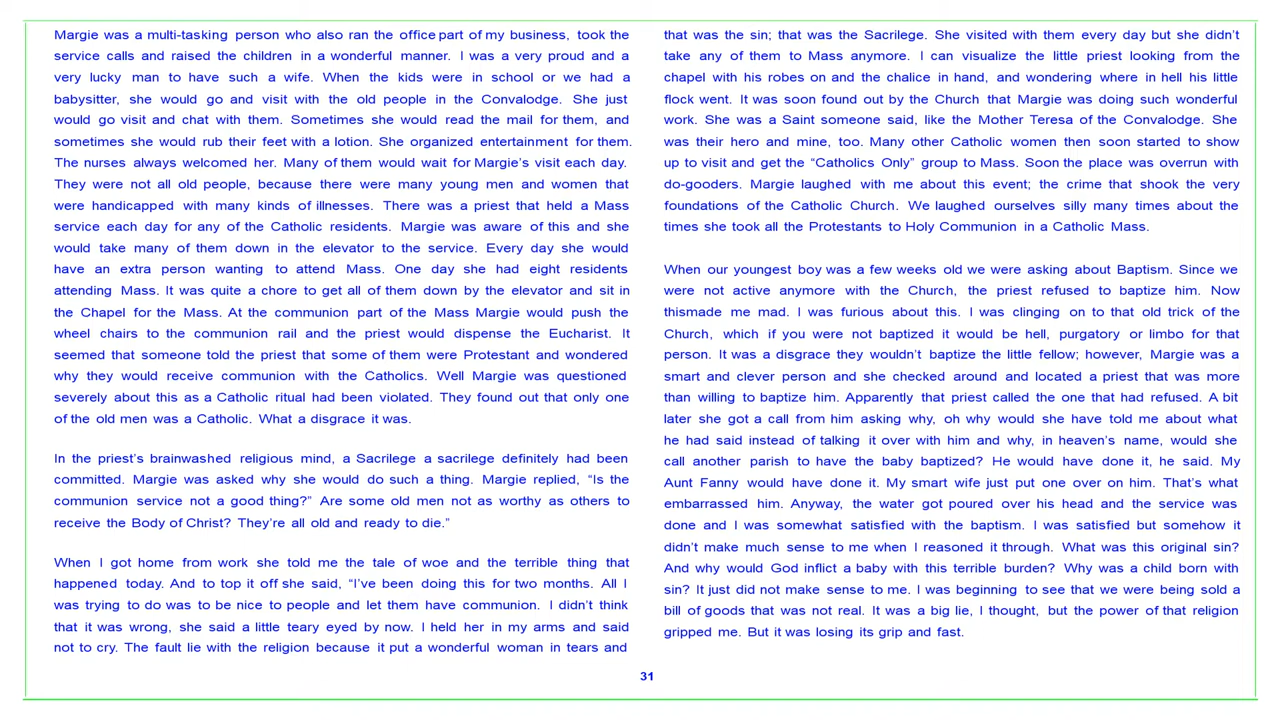 Margie was a multi-tasking person who also ran the office part of my business, took the
service calls and raised the children in a wonderful manner. I was a very proud and a
very lucky man to have such a wife. When the kids were in school or we had a
babysitter, she would go and visit with the old people in the Convalodge. She just
would go visit and chat with them. Sometimes she would read the mail for them, and
sometimes she would rub their feet with a lotion. She organized entertainment for them.
The nurses always welcomed her. Many of them would wait for Margie's visit each day.
They were not all old people, because there were many young men and women that
were handicapped with many kinds of illnesses. There was a priest that held a Mass
service each day for any of the Catholic residents. Margie was aware of this and she
would take many of them down in the elevator to the service. Every day she would
have an extra person wanting to attend Mass. One day she had eight residents
attending Mass. It was quite a chore to get all of them down by the elevator and sit in
the Chapel for the Mass. At the communion part of the Mass Margie would push the
wheel chairs to the communion rail and the priest would dispense the Eucharist. It
seemed that someone told the priest that some of them were Protestant and wondered
why they would receive communion with the Catholics. Well Margie was questioned
severely about this as a Catholic ritual had been violated. They found out that only one
of the old men was a Catholic. What a disgrace it was.
In the priest's brainwashed religious mind, a Sacrilege a sacrilege definitely had been
committed. Margie was asked why she would do such a thing. Margie replied, “Is the
communion service not a good thing?” Are some old men not as worthy as others to
receive the Body of Christ? They're all old and ready to die.”
When I got home from work she told me the tale of woe and the terrible thing that
happened today. And to top it off she said, “I've been doing this for two months. All I
was trying to do was to be nice to people and let them have communion. I didn't think
that it was wrong, she said a little teary eyed by now. I held her in my arms and said
not to cry. The fault lie with the religion because it put a wonderful woman in tears and
that was the sin; that was the Sacrilege. She visited with them every day but she didn't
take any of them to Mass anymore. I can visualize the little priest looking from the
chapel with his robes on and the chalice in hand, and wondering where in hell his little
flock went. It was soon found out by the Church that Margie was doing such wonderful
work. She was a Saint someone said, like the Mother Teresa of the Convalodge. She
was their hero and mine, too. Many other Catholic women then soon started to show
up to visit and get the “Catholics Only” group to Mass. Soon the place was overrun with
do-gooders. Margie laughed with me about this event; the crime that shook the very
foundations of the Catholic Church. We laughed ourselves silly many times about the
times she took all the Protestants to Holy Communion in a Catholic Mass.
When our youngest boy was a few weeks old we were asking about Baptism. Since we
were not active anymore with the Church, the priest refused to baptize him. Now
thismade me mad. I was furious about this. I was clinging on to that old trick of the
Church, which if you were not baptized it would be hell, purgatory or limbo for that
person. It was a disgrace they wouldn't baptize the little fellow; however, Margie was a
smart and clever person and she checked around and located a priest that was more
than willing to baptize him. Apparently that priest called the one that had refused. A bit
later she got a call from him asking why, oh why would she have told me about what
he had said instead of talking it over with him and why, in heaven's name, would she
call another parish to have the baby baptized? He would have done it, he said. My
Aunt Fanny would have done it. My smart wife just put one over on him. That's what
embarrassed him. Anyway, the water got poured over his head and the service was
done and I was somewhat satisfied with the baptism. I was satisfied but somehow it
didn't make much sense to me when I reasoned it through. What was this original sin?
And why would God inflict a baby with this terrible burden? Why was a child born with
sin? It just did not make sense to me. I was beginning to see that we were being sold a
bill of goods that was not real. It was a big lie, I thought, but the power of that religion
gripped me. But it was losing its grip and fast.
31